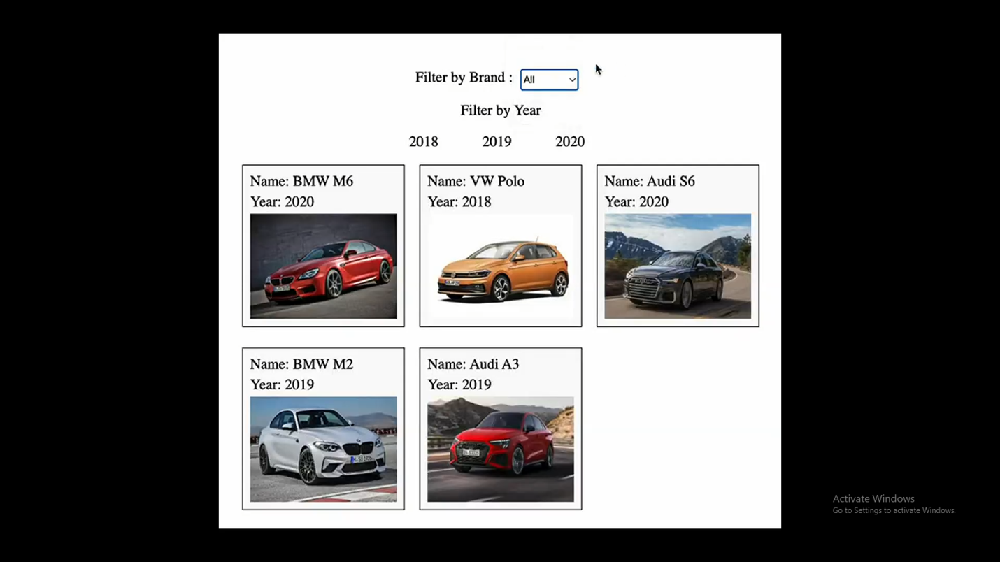 Filter by Brand : All
Filter by Year
2018 2019 2020
Name: BMW M6
Year: 2020
Name: VW Polo
Year: 2018
Name: Audi S6
Year: 2020
Name: BMW M2
Year: 2019
Name: Audi A3
Year: 2019
Activate Windows
Go to Settings to activate Windows.